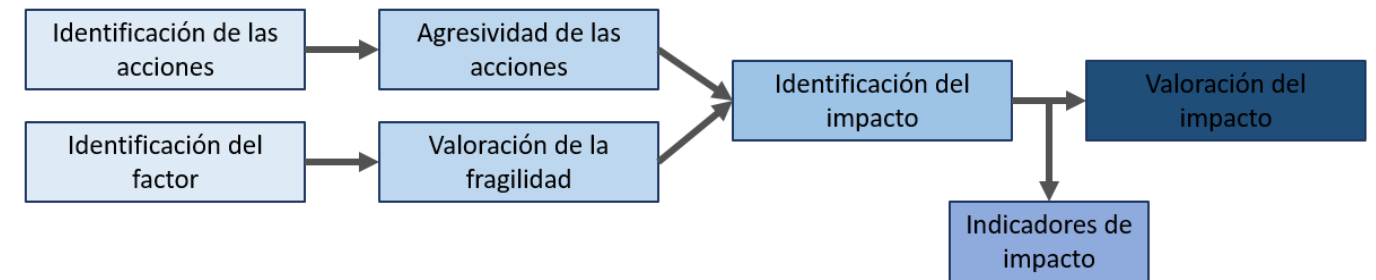 Identificación de las
acciones
Agresividad de las
acciones
Identificación del
impacto
Valoración del
impacto
Identificación del
factor
Valoración de la
fragilidad
Indicadores de
impacto